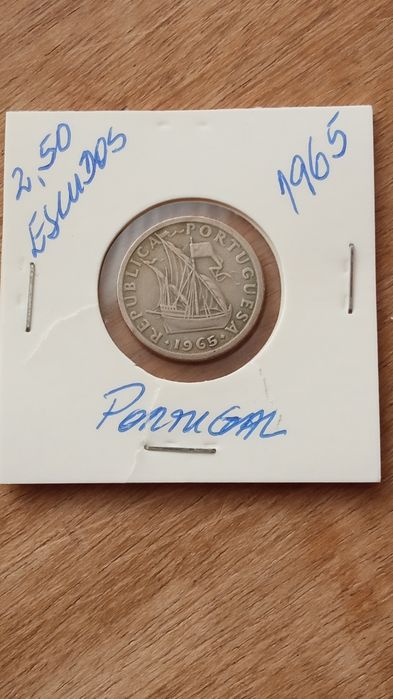 2,50
ESCUDOS
1965
REPUBLICA PORTUGUESA
·1965·
PORTUGAL